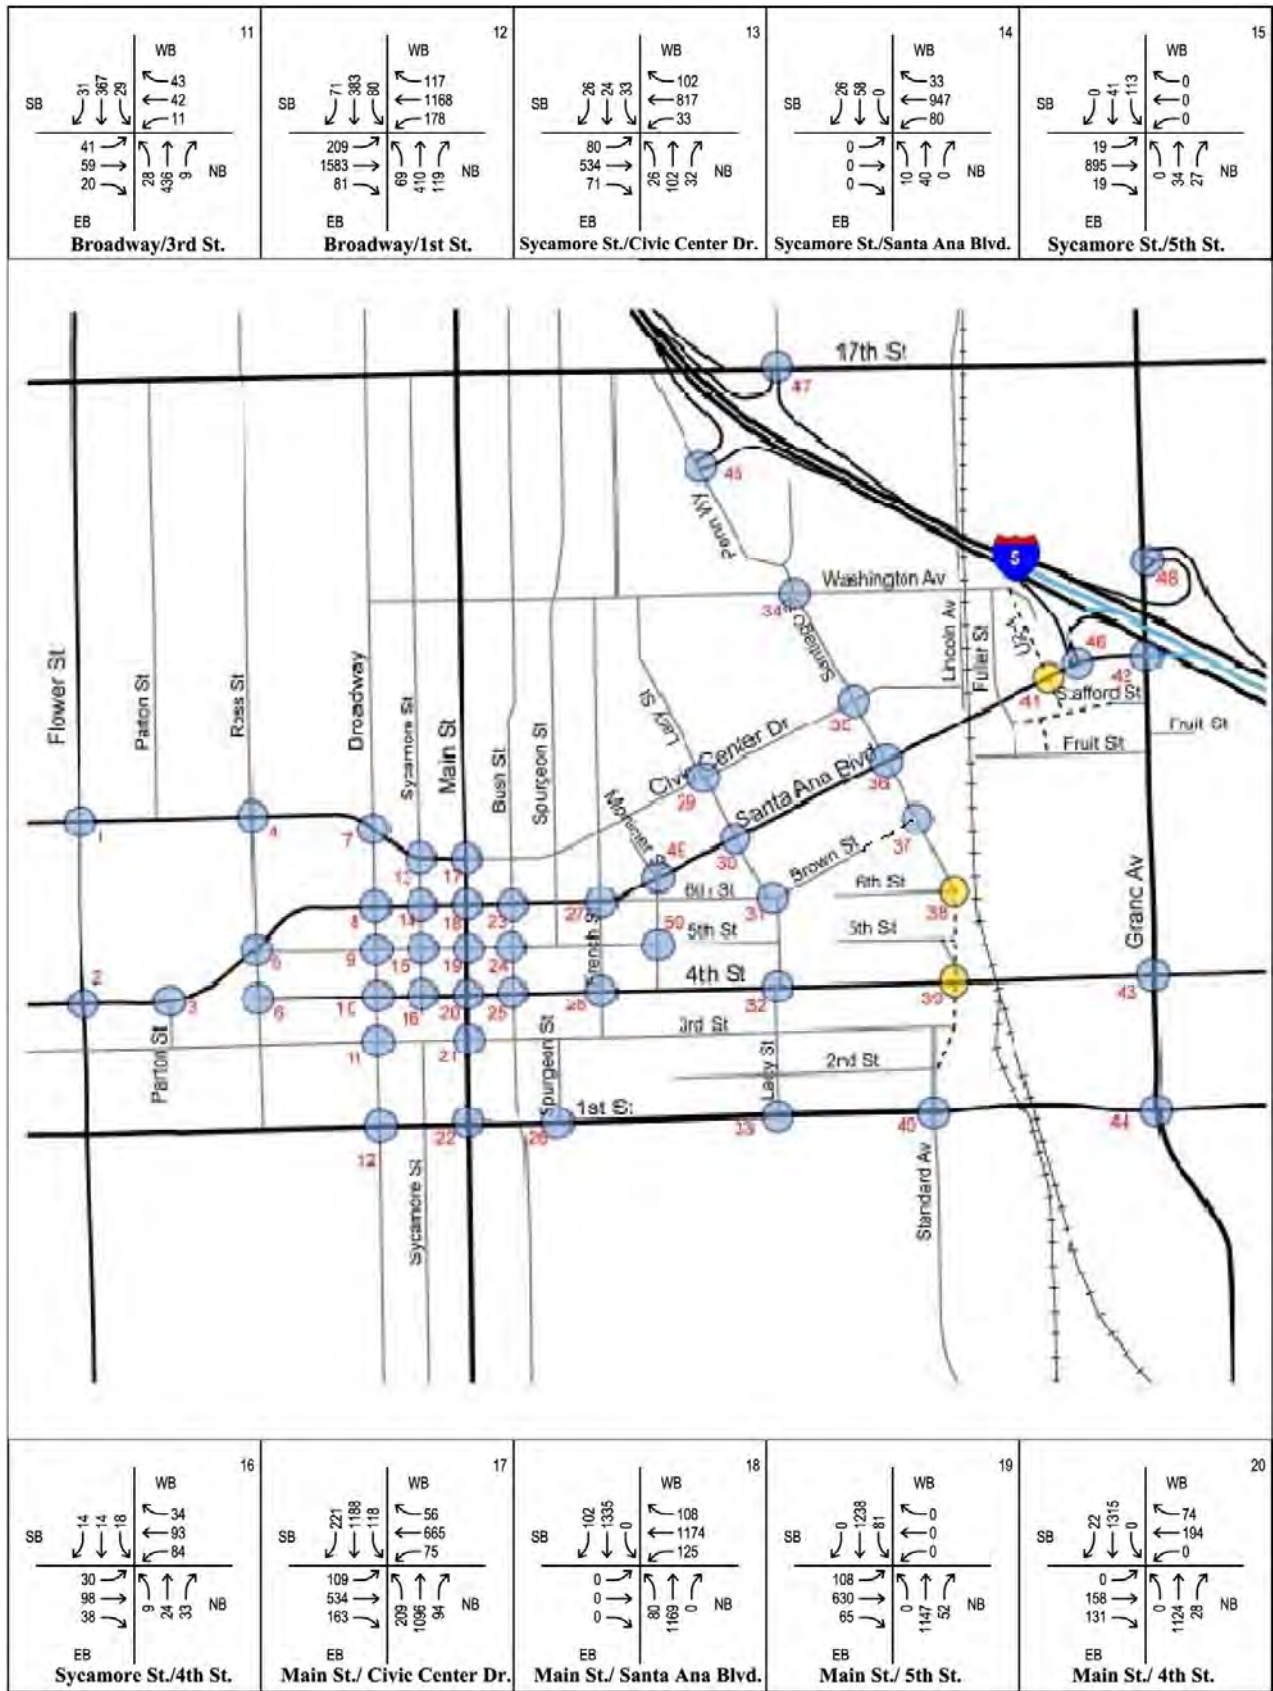 11
WB
SB
31 367 29
43
42
11
41
59
20
28 436 9
NB
EB
Broadway/3rd St.
12
WB
SB
71 383 80
117
1168
178
209
1583
81
69 410 119
NB
EB
Broadway/1st St.
13
WB
SB
26 24 33
102
817
33
80
534
71
26 102 32
NB
EB
Sycamore St./Civic Center Dr.
14
WB
SB
26 58 0
33
947
80
0
0
0
10 40 0
NB
EB
Sycamore St./Santa Ana Blvd.
15
WB
SB
0 41 113
0
0
0
19
895
19
0 34 27
NB
EB
Sycamore St./5th St.
17th St
47
45
Penn Wy
5
48
Washington Av
34
Santiago
Lincoln Av
Fuller St
46
42
41
Stafford St
Fruit St
Fruit St
Flower St
Parton St
Ross St
Broadway
Sycamore St
Main St
Bush St
Spurgeon St
Lacy St
Civic Center Dr
35
Santa Ana Blvd
36
29
Grand Av
1
4
7
13
17
49
30
Brown St
37
6th St
6th St
31
38
8
14
18
23
27
50
5th St
5th St
French St
2
3
5
9
15
19
24
4th St
6
10
16
20
25
28
32
39
43
Parton St
11
21
3rd St
2nd St
Spurgeon St
Lacy St
1st St
12
22
26
33
40
44
Sycamore St
Standard Av
16
WB
SB
14 14 18
34
93
84
30
98
38
9 24 33
NB
EB
Sycamore St./4th St.
17
WB
SB
221 1188 118
56
665
75
109
534
163
209 1096 94
NB
EB
Main St./ Civic Center Dr.
18
WB
SB
102 1335 0
108
1174
125
0
0
0
80 1169 0
NB
EB
Main St./ Santa Ana Blvd.
19
WB
SB
0 1238 81
0
0
0
108
630
65
0 1147 52
NB
EB
Main St./ 5th St.
20
WB
SB
22 1315 0
74
194
0
0
158
131
0 1124 28
NB
EB
Main St./ 4th St.